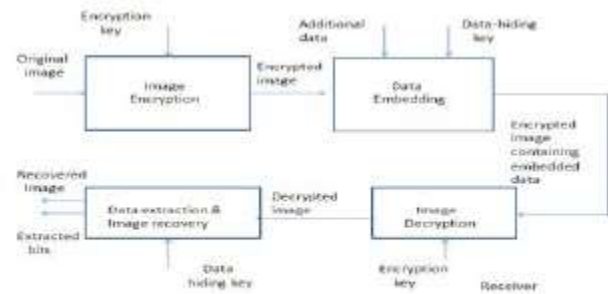 Encryption
key
Additional
data
Data-hiding
key
Original
image
Image
Encryption
Encrypted
image
Data
Embedding
Encrypted
image
containing
embedded
data
Recovered
image
Data extraction &
Image recovery
Decrypted
image
Image
Decryption
Extracted
bits
Data
hiding key
Encryption
key
Receiver